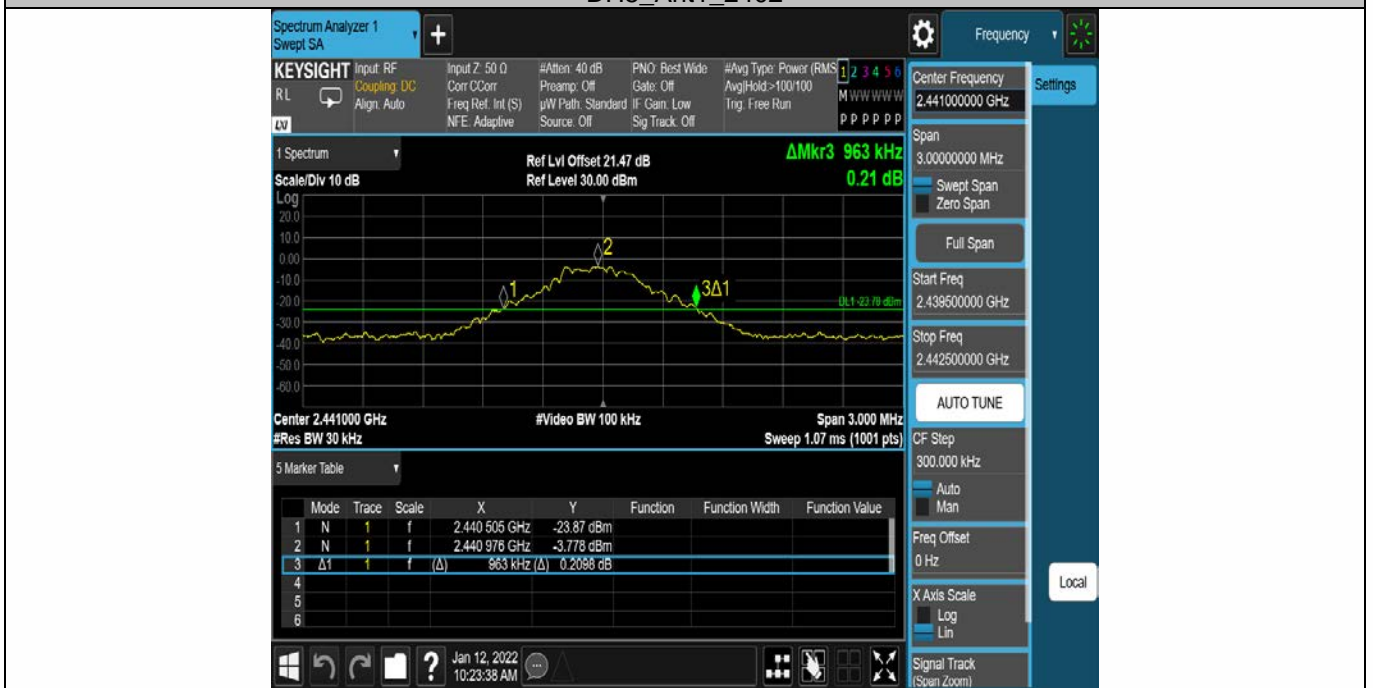 Spectrum Analyzer 1
Swept SA
+
Frequency
KEYSIGHT
RL
LXI
Input: RF
Coupling: DC
Align: Auto
Input Z: 50 Ω
Corr CCorr
Freq Ref: Int (S)
NFE: Adaptive
#Atten: 40 dB
Preamp: Off
µW Path: Standard
Source: Off
PNO: Best Wide
Gate: Off
IF Gain: Low
Sig Track: Off
#Avg Type: Power (RMS
Avg|Hold:>100/100
Trig: Free Run
1 2 3 4 5 6
M W W W W W
P P P P P P
1 Spectrum
Scale/Div 10 dB
Ref Lvl Offset 21.47 dB
Ref Level 30.00 dBm
ΔMkr3 963 kHz
0.21 dB
Log
20.0
10.0
0.00
-10.0
-20.0
-30.0
-40.0
-50.0
-60.0
1
2
3Δ1
DL1 -23.78 dBm
Center 2.441000 GHz
#Video BW 100 kHz
Span 3.000 MHz
#Res BW 30 kHz
Sweep 1.07 ms (1001 pts)
5 Marker Table
Mode Trace Scale X Y Function Function Width Function Value
1 N 1 f 2.440 505 GHz -23.87 dBm
2 N 1 f 2.440 976 GHz -3.778 dBm
3 Δ1 1 f (Δ) 963 kHz (Δ) 0.2098 dB
4
5
6
?
Jan 12, 2022
10:23:38 AM
Center Frequency
2.441000000 GHz
Settings
Span
3.00000000 MHz
Swept Span
Zero Span
Full Span
Start Freq
2.439500000 GHz
Stop Freq
2.442500000 GHz
AUTO TUNE
CF Step
300.000 kHz
Auto
Man
Freq Offset
0 Hz
X Axis Scale
Log
Lin
Local
Signal Track
(Span Zoom)